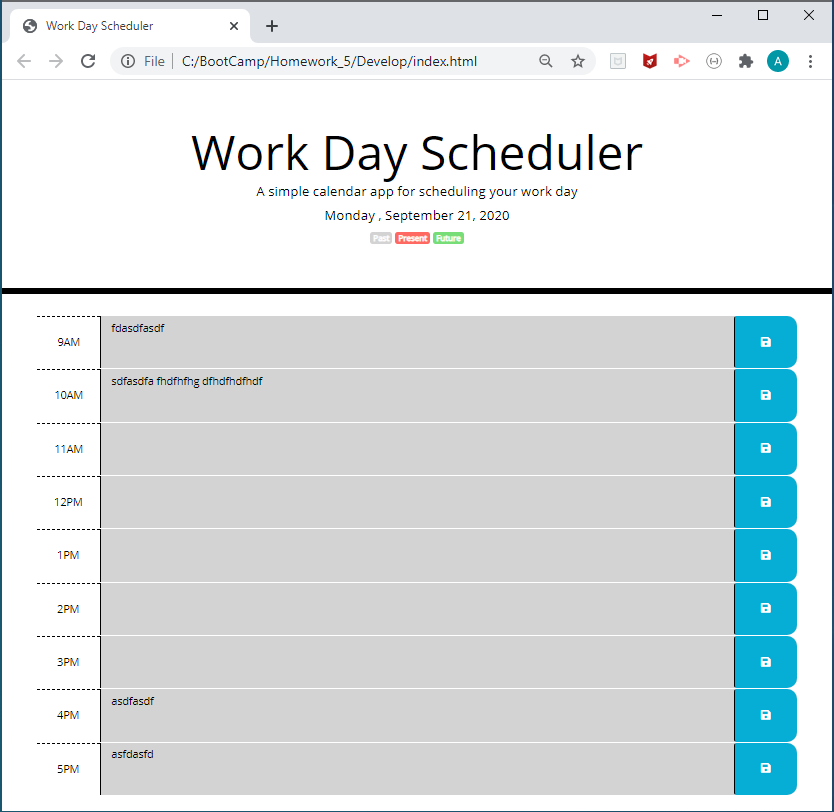 Work Day Scheduler
File | C:/BootCamp/Homework_5/Develop/index.html
A
Work Day Scheduler
A simple calendar app for scheduling your work day
Monday , September 21, 2020
Past Present Future
9AM fdasdfasdf
10AM sdfasdfa fhdfhfhg dfhdfhdfhdf
11AM
12PM
1PM
2PM
3PM
4PM asdfasdf
5PM asfdasfd